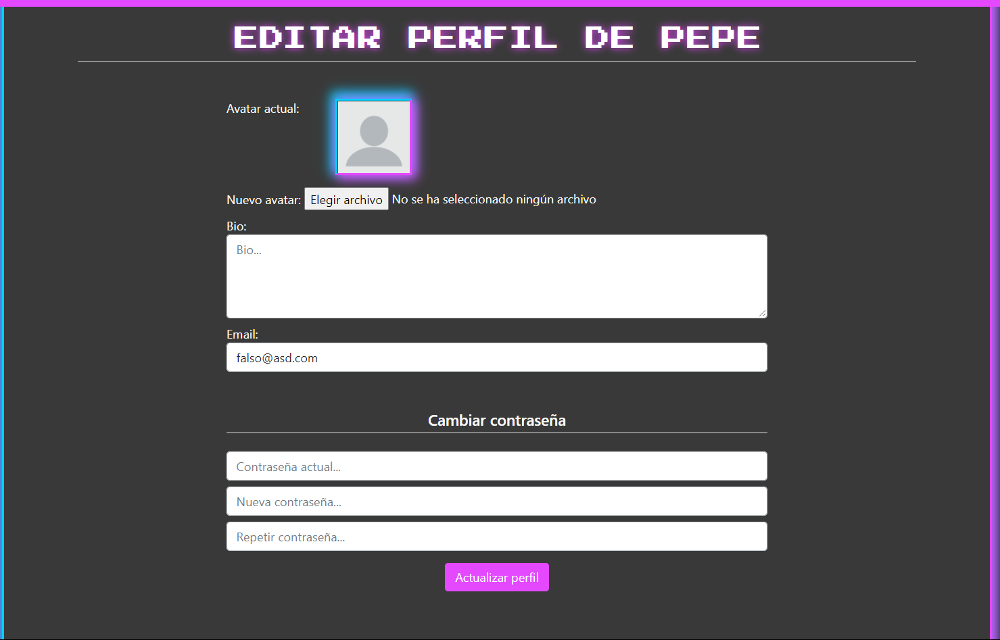 EDITAR PERFIL DE PEPE
Avatar actual:
Nuevo avatar: Elegir archivo No se ha seleccionado ningún archivo
Bio:
Bio...
Email:
falso@asd.com
Cambiar contraseña
Contraseña actual...
Nueva contraseña...
Repetir contraseña...
Actualizar perfil